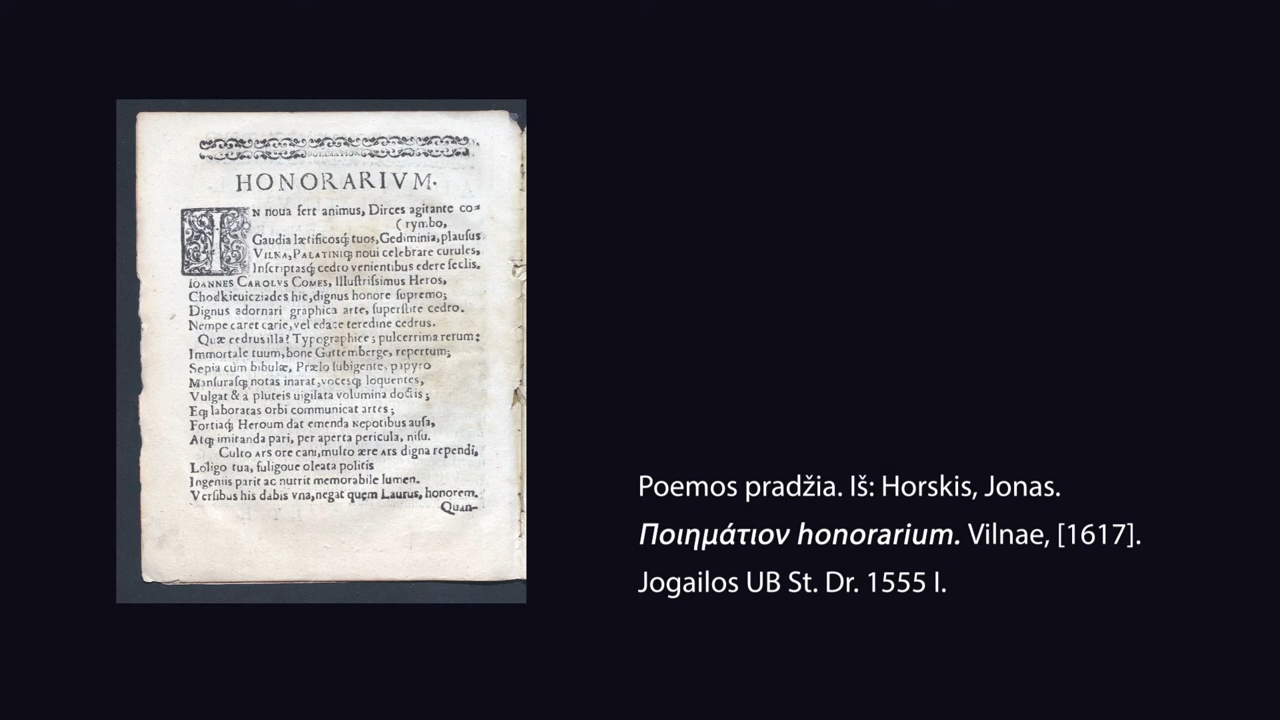 HONORARIVM.
IN noua fert animus, Dirces agitante co=
(rymbo,
Gaudia lætificosq; tuos, Gediminia, plausus
VILNA, PALATINIQ; noui celebrare curules,
Inscriptasq; cedro venientibus edere seclis.
IOANNES CAROLVS COMES, Illustrissimus Heros,
Chodkieuicziades hic, dignus honore supremo;
Dignus adornari graphica arte, superstite cedro.
Nempe caret carie, vel edace teredine cedrus.
Quæ cedrus illa? Typographice; pulcerrima rerum:
Immortale tuum, bone Guttemberge, repertum;
Sepia cùm bibulæ, Prælo subigente, papyro
Mansurasq; notas inarat, vocesq; loquentes,
Vulgat & à pluteis uigilata volumina doctis;
Eq; laboratas orbi communicat artes;
Fortiaq; Heroum dat emenda Nepotibus ausa,
Atq; imitanda pari, per aperta pericula, nisu.
Culto ARS ore cani, multo ære ARS digna rependi,
Loligo tua, fuligoue oleata politis
Ingeniis parit ac nutrit memorabile lumen.
Versibus his dabis vna, negat quem Laurus, honorem.
Quan-
Poemos pradžia. Iš: Horskis, Jonas.
Ποιημάτιον honorarium. Vilnae, [1617].
Jogailos UB St. Dr. 1555 I.